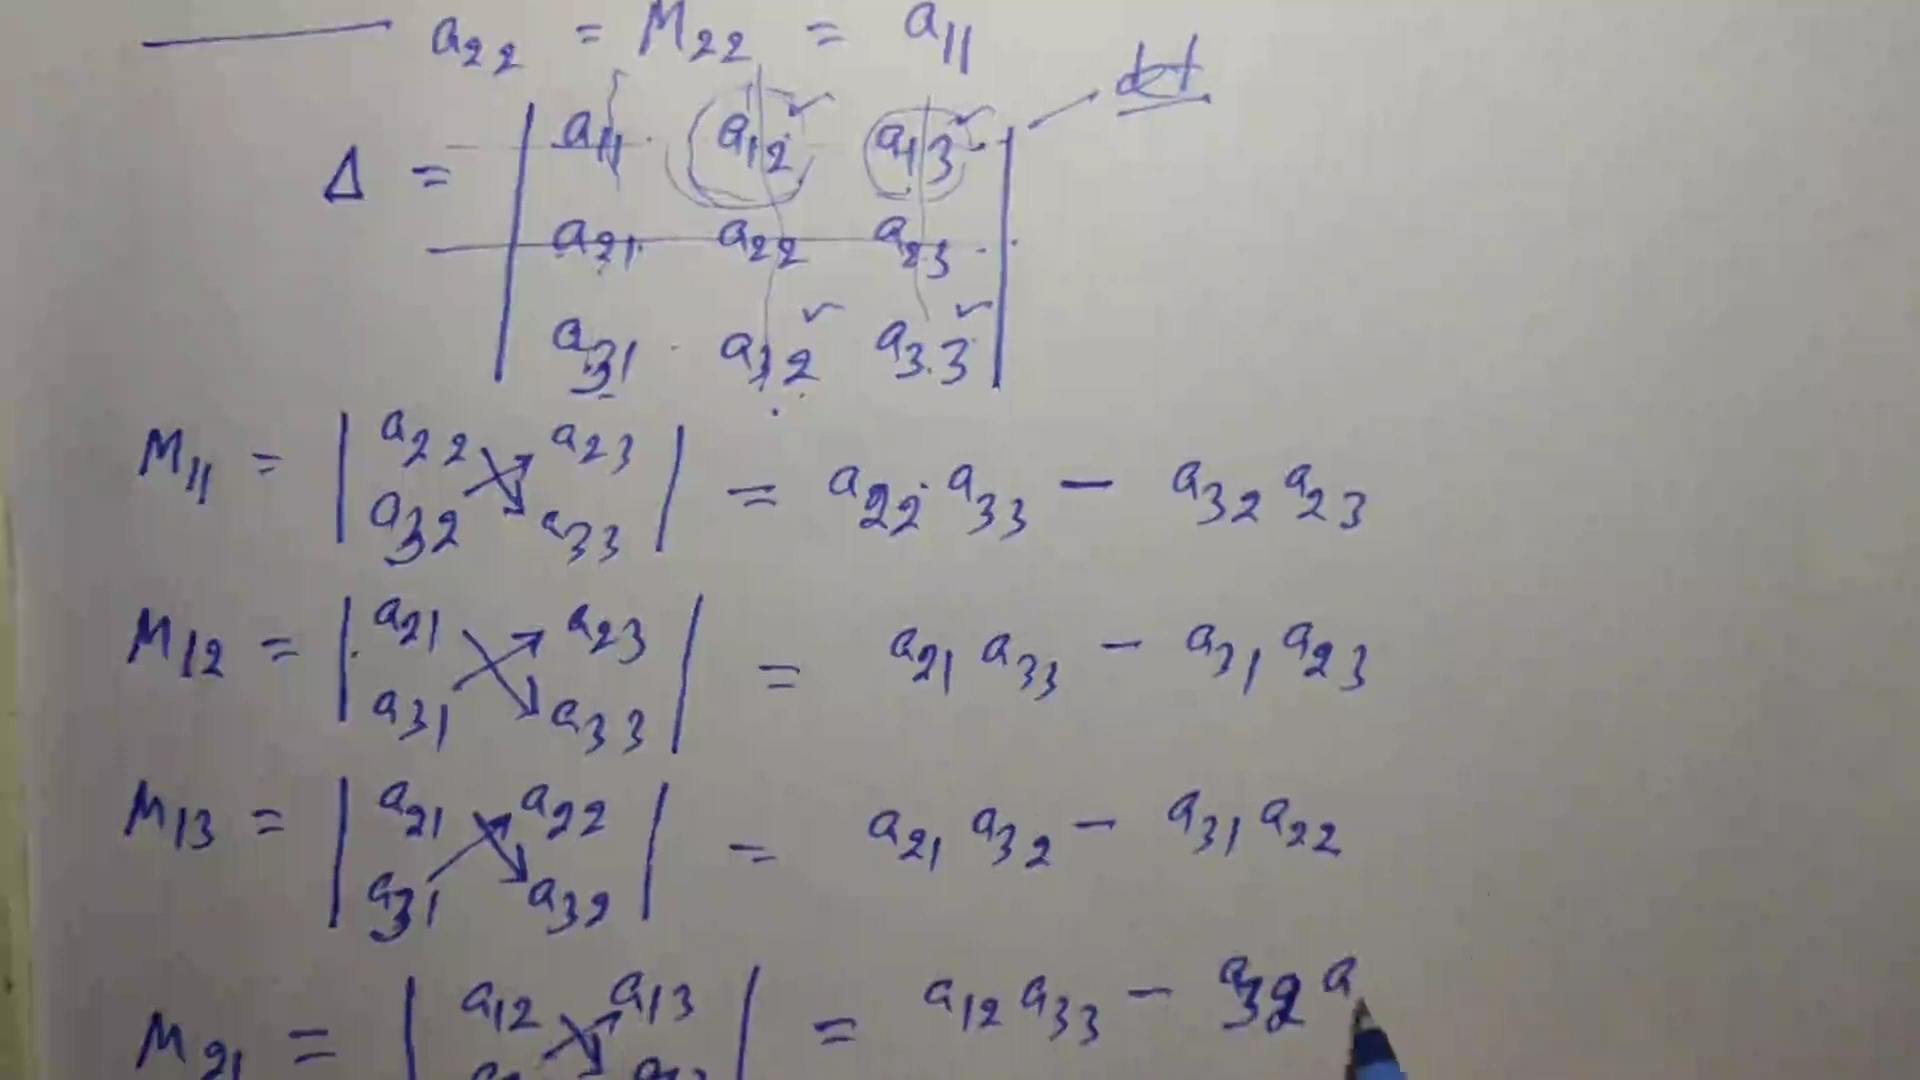 a22 = M22 = a11
Δ = | a11 a12 a13 | det
a21 a22 a23
a31 a32 a33
M11 = | a22 a23 | = a22 a33 - a32 a23
a32 a33
M12 = | a21 a23 | = a21 a33 - a31 a23
a31 a33
M13 = | a21 a22 | = a21 a32 - a31 a22
a31 a32
M21 = | a12 a13 | = a12 a33 - a32 a